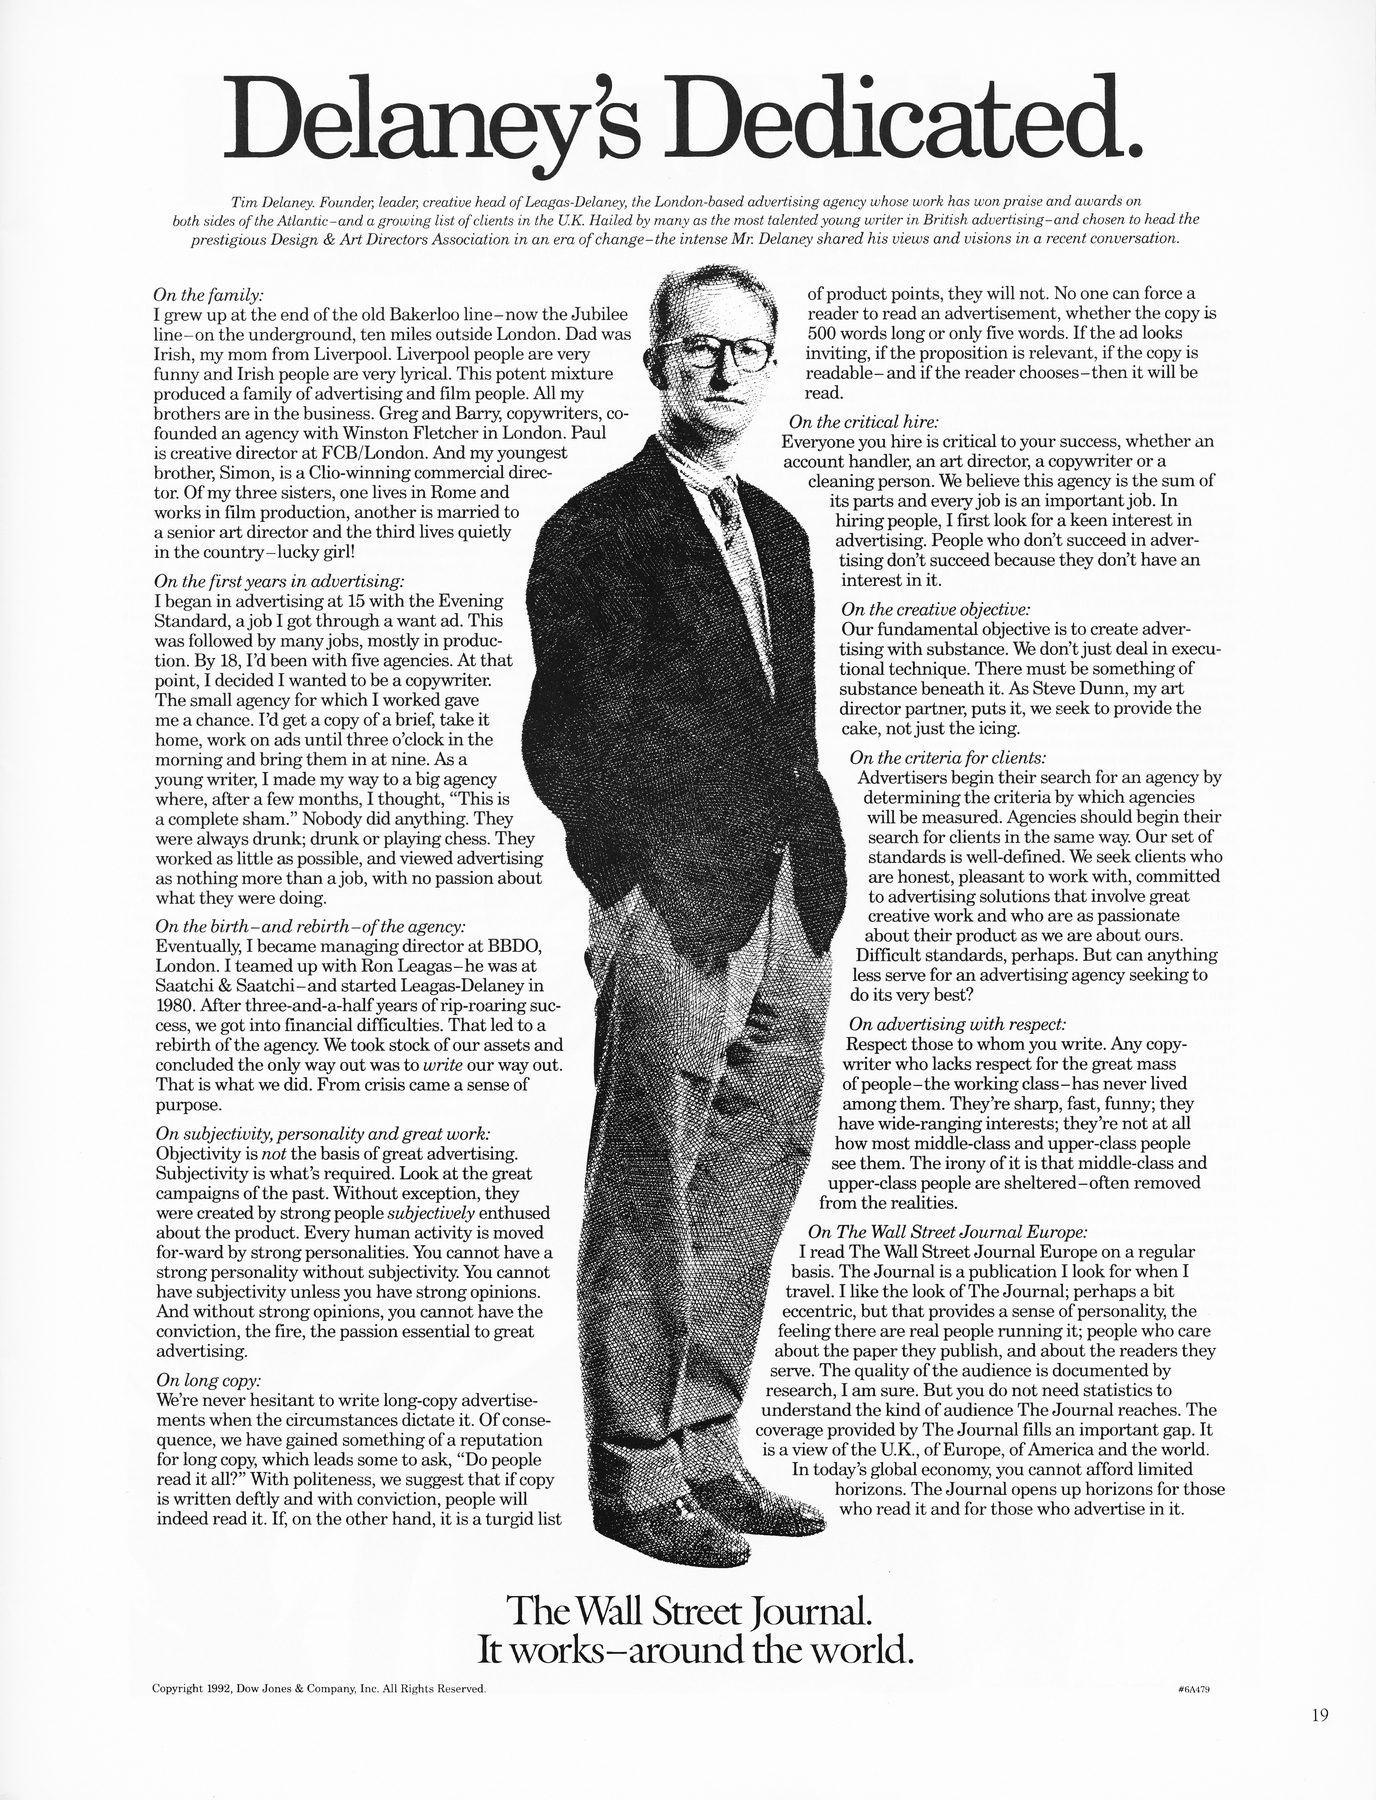 Delaney's Dedicated.
Tim Delaney. Founder, leader, creative head of Leagas-Delaney, the London-based advertising agency whose work has won praise and awards on
both sides of the Atlantic–and a growing list of clients in the U.K. Hailed by many as the most talented young writer in British advertising–and chosen to head the
prestigious Design & Art Directors Association in an era of change–the intense Mr. Delaney shared his views and visions in a recent conversation.
On the family:
I grew up at the end of the old Bakerloo line–now the Jubilee
line–on the underground, ten miles outside London. Dad was
Irish, my mom from Liverpool. Liverpool people are very
funny and Irish people are very lyrical. This potent mixture
produced a family of advertising and film people. All my
brothers are in the business. Greg and Barry, copywriters, co-
founded an agency with Winston Fletcher in London. Paul
is creative director at FCB/London. And my youngest
brother, Simon, is a Clio-winning commercial direc-
tor. Of my three sisters, one lives in Rome and
works in film production, another is married to
a senior art director and the third lives quietly
in the country–lucky girl!
On the first years in advertising:
I began in advertising at 15 with the Evening
Standard, a job I got through a want ad. This
was followed by many jobs, mostly in produc-
tion. By 18, I'd been with five agencies. At that
point, I decided I wanted to be a copywriter.
The small agency for which I worked gave
me a chance. I'd get a copy of a brief, take it
home, work on ads until three o'clock in the
morning and bring them in at nine. As a
young writer, I made my way to a big agency
where, after a few months, I thought, "This is
a complete sham." Nobody did anything. They
were always drunk; drunk or playing chess. They
worked as little as possible, and viewed advertising
as nothing more than a job, with no passion about
what they were doing.
On the birth–and rebirth–of the agency:
Eventually, I became managing director at BBDO,
London. I teamed up with Ron Leagas–he was at
Saatchi & Saatchi–and started Leagas-Delaney in
1980. After three-and-a-half years of rip-roaring suc-
cess, we got into financial difficulties. That led to a
rebirth of the agency. We took stock of our assets and
concluded the only way out was to write our way out.
That is what we did. From crisis came a sense of
purpose.
On subjectivity, personality and great work:
Objectivity is not the basis of great advertising.
Subjectivity is what's required. Look at the great
campaigns of the past. Without exception, they
were created by strong people subjectively enthused
about the product. Every human activity is moved
for-ward by strong personalities. You cannot have a
strong personality without subjectivity. You cannot
have subjectivity unless you have strong opinions.
And without strong opinions, you cannot have the
conviction, the fire, the passion essential to great
advertising.
On long copy:
We're never hesitant to write long-copy advertise-
ments when the circumstances dictate it. Of conse-
quence, we have gained something of a reputation
for long copy, which leads some to ask, "Do people
read it all?" With politeness, we suggest that if copy
is written deftly and with conviction, people will
indeed read it. If, on the other hand, it is a turgid list
of product points, they will not. No one can force a
reader to read an advertisement, whether the copy is
500 words long or only five words. If the ad looks
inviting, if the proposition is relevant, if the copy is
readable–and if the reader chooses–then it will be
read.
On the critical hire:
Everyone you hire is critical to your success, whether an
account handler, an art director, a copywriter or a
cleaning person. We believe this agency is the sum of
its parts and every job is an important job. In
hiring people, I first look for a keen interest in
advertising. People who don't succeed in adver-
tising don't succeed because they don't have an
interest in it.
On the creative objective:
Our fundamental objective is to create adver-
tising with substance. We don't just deal in execu-
tional technique. There must be something of
substance beneath it. As Steve Dunn, my art
director partner, puts it, we seek to provide the
cake, not just the icing.
On the criteria for clients:
Advertisers begin their search for an agency by
determining the criteria by which agencies
will be measured. Agencies should begin their
search for clients in the same way. Our set of
standards is well-defined. We seek clients who
are honest, pleasant to work with, committed
to advertising solutions that involve great
creative work and who are as passionate
about their product as we are about ours.
Difficult standards, perhaps. But can anything
less serve for an advertising agency seeking to
do its very best?
On advertising with respect:
Respect those to whom you write. Any copy-
writer who lacks respect for the great mass
of people–the working class–has never lived
among them. They're sharp, fast, funny; they
have wide-ranging interests; they're not at all
how most middle-class and upper-class people
see them. The irony of it is that middle-class and
upper-class people are sheltered–often removed
from the realities.
On The Wall Street Journal Europe:
I read The Wall Street Journal Europe on a regular
basis. The Journal is a publication I look for when I
travel. I like the look of The Journal; perhaps a bit
eccentric, but that provides a sense of personality, the
feeling there are real people running it; people who care
about the paper they publish, and about the readers they
serve. The quality of the audience is documented by
research, I am sure. But you do not need statistics to
understand the kind of audience The Journal reaches. The
coverage provided by The Journal fills an important gap. It
is a view of the U.K., of Europe, of America and the world.
In today's global economy, you cannot afford limited
horizons. The Journal opens up horizons for those
who read it and for those who advertise in it.
The Wall Street Journal.
It works–around the world.
Copyright 1992, Dow Jones & Company, Inc. All Rights Reserved.
#6A479
19